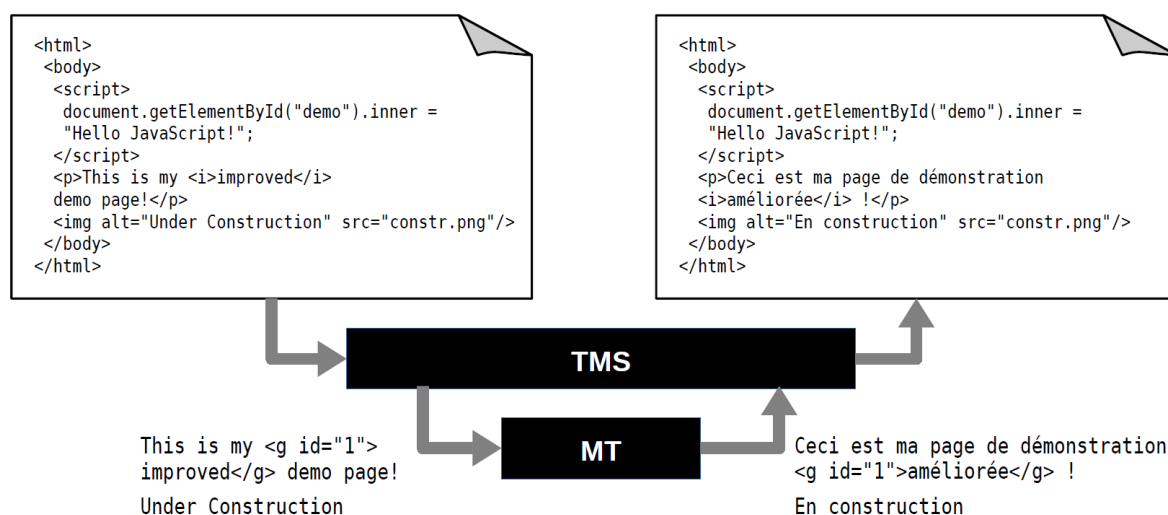 <html>
<body>
<script>
document.getElementById("demo").inner =
"Hello JavaScript!";
</script>
<p>This is my <i>improved</i>
demo page!</p>
<img alt="Under Construction" src="constr.png"/>
</body>
</html>
<html>
<body>
<script>
document.getElementById("demo").inner =
"Hello JavaScript!";
</script>
<p>Ceci est ma page de démonstration
<i>améliorée</i> !</p>
<img alt="En construction" src="constr.png"/>
</body>
</html>
TMS
MT
This is my <g id="1">
improved</g> demo page!
Under Construction
Ceci est ma page de démonstration
<g id="1">améliorée</g> !
En construction